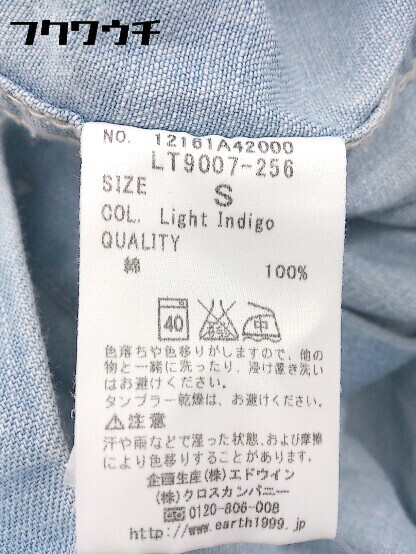 フクワウチ
NO. 12161A42000
LT9007-256
SIZE S
COL. Light Indigo
QUALITY
綿 100%
40 中
色落ちや色移りがしますので、他の
物と一緒に洗ったり、浸け置き洗い
はお避けください。
タンブラー乾燥は、お避けください。
⚠注意
汗や雨などで湿った状態、および摩擦
により色移りすることがあります。
企画生産(株)エドウイン
(株)クロスカンパニー
0120-806-008
http://www.earth1999.jp